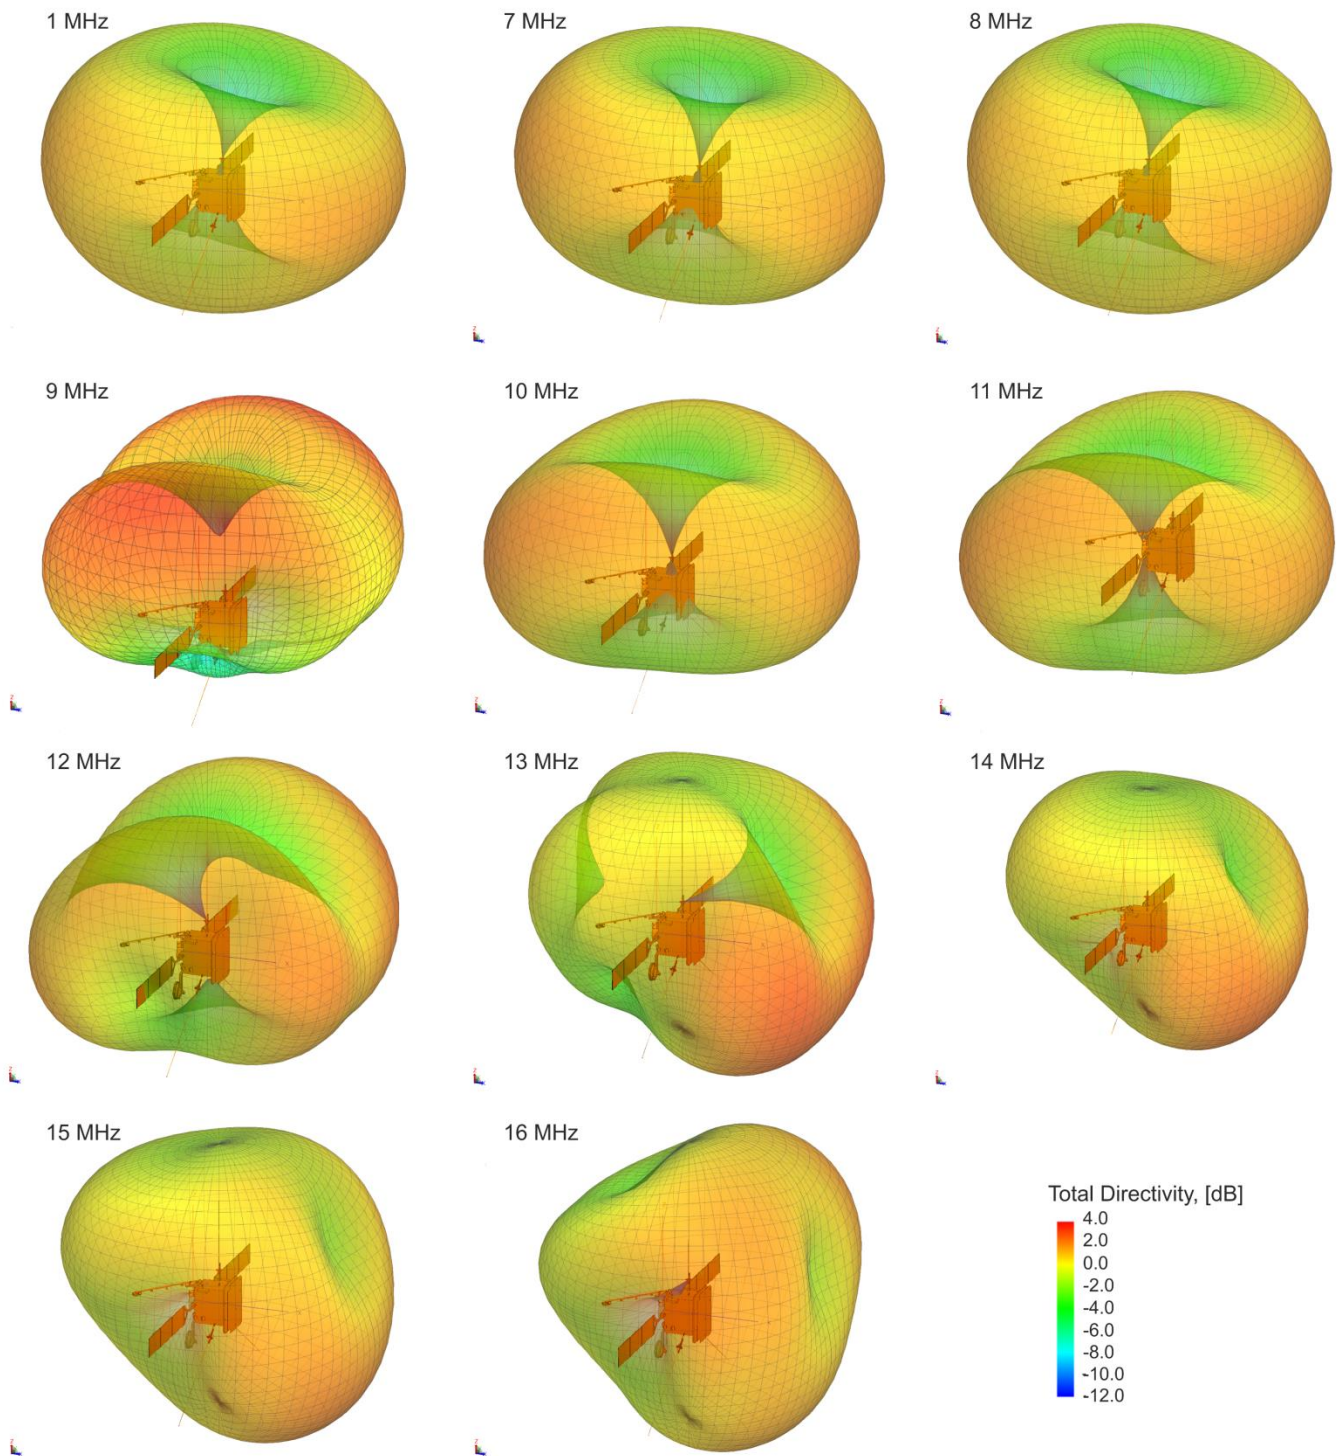 1 MHz
7 MHz
8 MHz
9 MHz
10 MHz
11 MHz
12 MHz
13 MHz
14 MHz
15 MHz
16 MHz
Total Directivity, [dB]
4.0
2.0
0.0
-2.0
-4.0
-6.0
-8.0
-10.0
-12.0